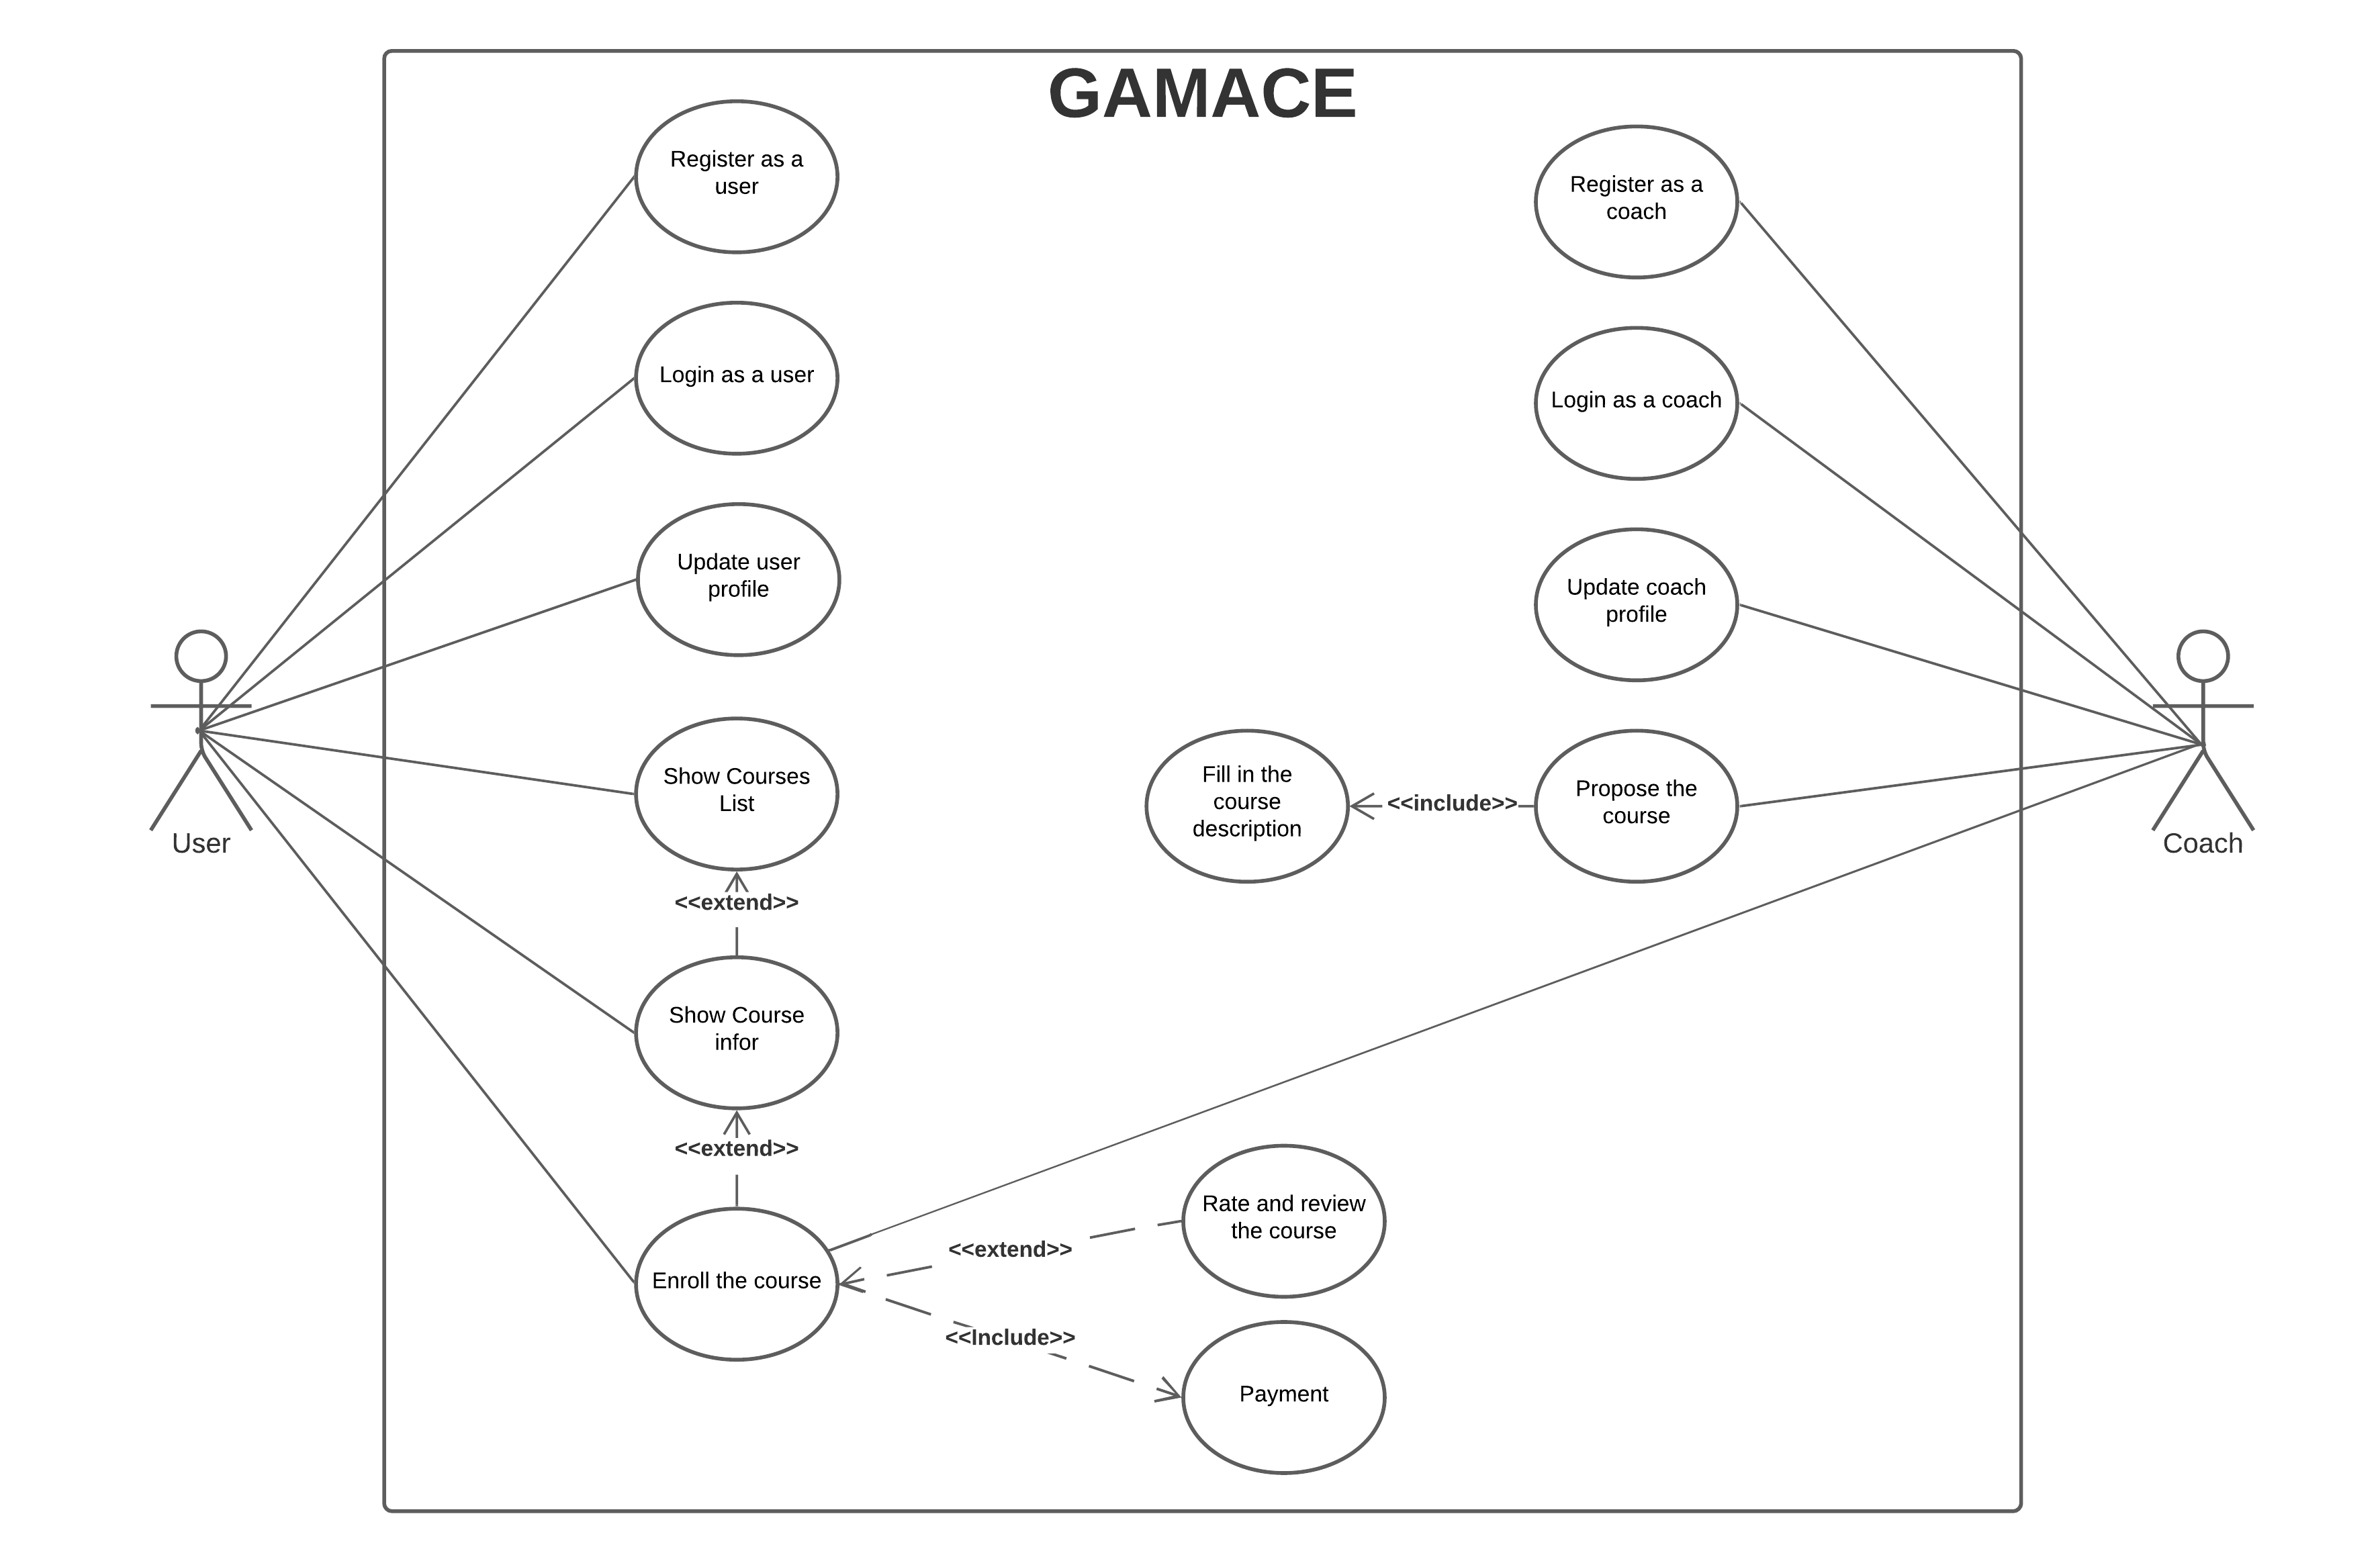 GAMACE
Register as a
user
Login as a user
Update user
profile
Show Courses
List
<<extend>>
Show Course
infor
<<extend>>
Enroll the course
User
Register as a
coach
Login as a coach
Update coach
profile
Propose the
course
<<include>>
Fill in the
course
description
Coach
Rate and review
the course
<<extend>>
<<Include>>
Payment